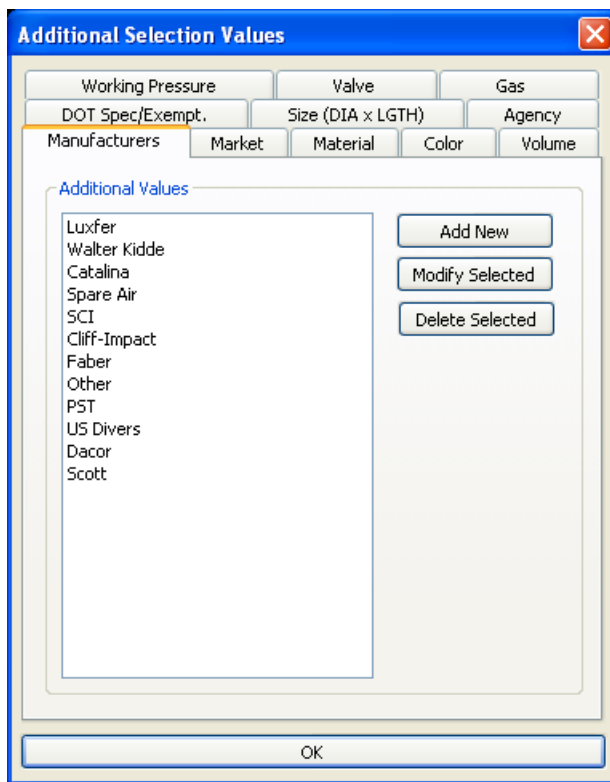 Additional Selection Values
Working Pressure Valve Gas
DOT Spec/Exempt. Size (DIA x LGTH) Agency
Manufacturers Market Material Color Volume
Additional Values
Luxfer
Walter Kidde
Catalina
Spare Air
SCI
Cliff-Impact
Faber
Other
PST
US Divers
Dacor
Scott
Add New
Modify Selected
Delete Selected
OK